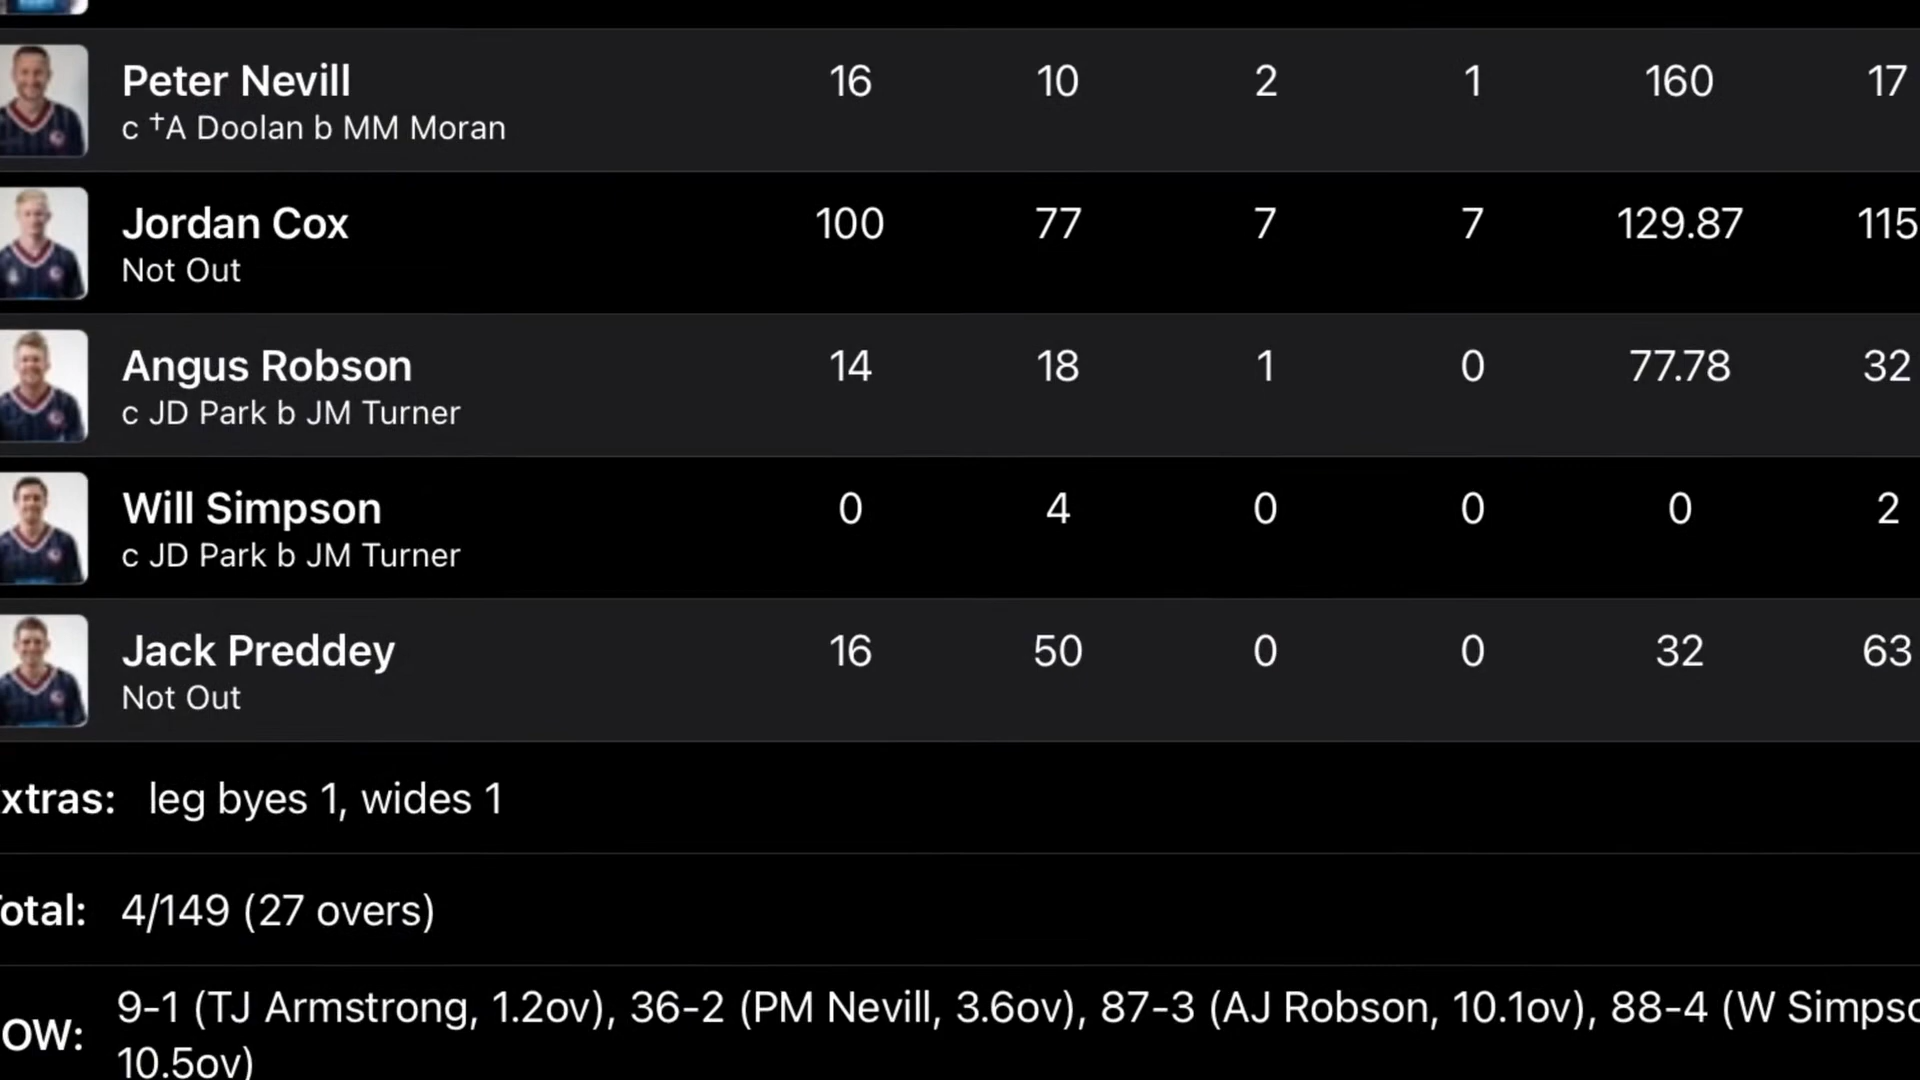 Peter Nevill 16 10 2 1 160 17
c †A Doolan b MM Moran
Jordan Cox 100 77 7 7 129.87 115
Not Out
Angus Robson 14 18 1 0 77.78 32
c JD Park b JM Turner
Will Simpson 0 4 0 0 0 2
c JD Park b JM Turner
Jack Preddey 16 50 0 0 32 63
Not Out
xtras: leg byes 1, wides 1
otal: 4/149 (27 overs)
OW: 9-1 (TJ Armstrong, 1.2ov), 36-2 (PM Nevill, 3.6ov), 87-3 (AJ Robson, 10.1ov), 88-4 (W Simpso
10.5ov)